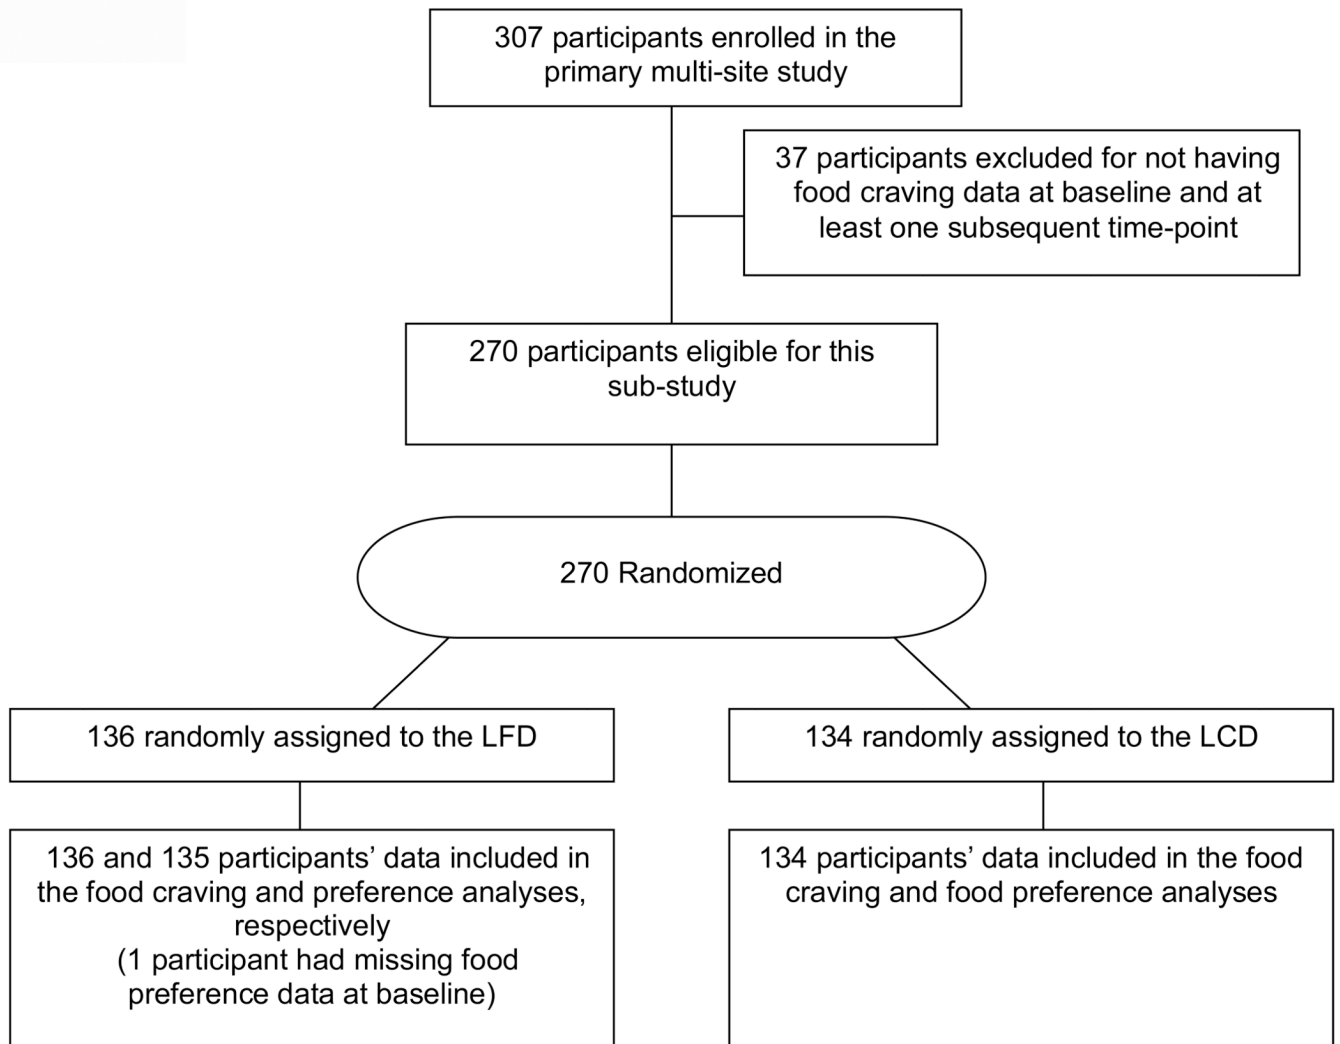 307 participants enrolled in the
primary multi-site study
37 participants excluded for not having
food craving data at baseline and at
least one subsequent time-point
270 participants eligible for this
sub-study
270 Randomized
136 randomly assigned to the LFD
134 randomly assigned to the LCD
136 and 135 participants’ data included in
the food craving and preference analyses,
respectively
(1 participant had missing food
preference data at baseline)
134 participants’ data included in the food
craving and food preference analyses